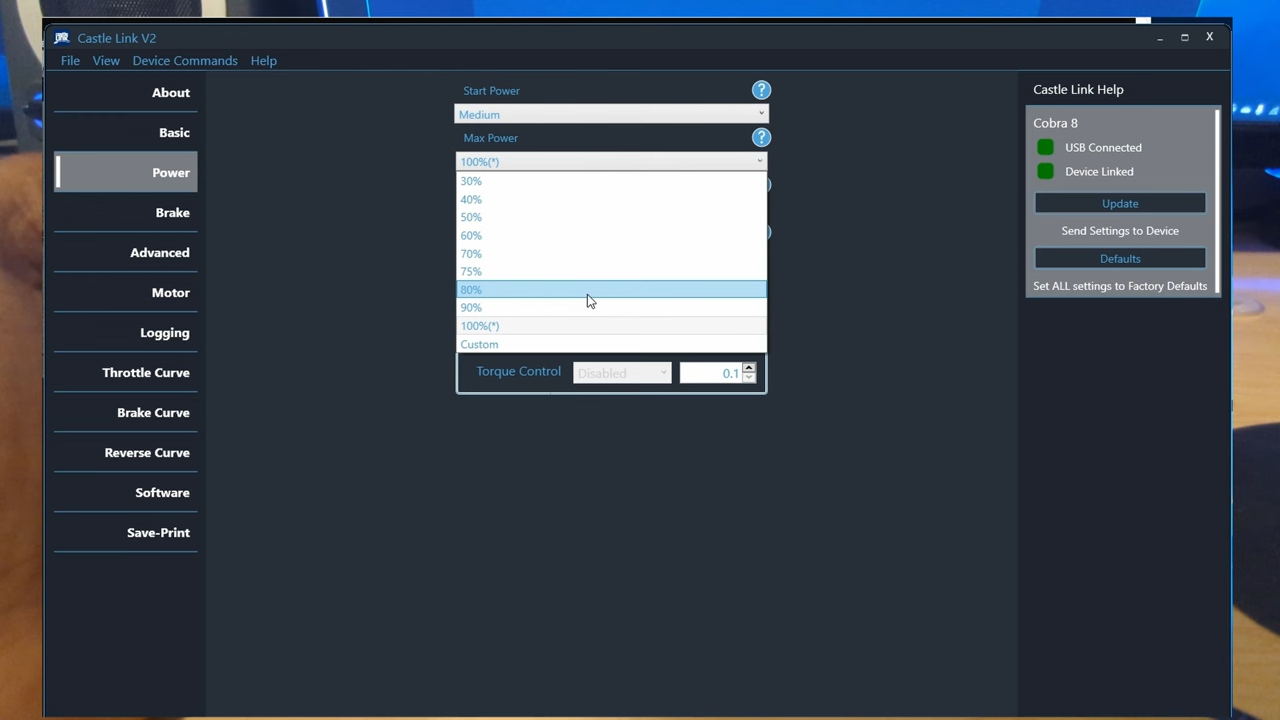 Castle Link V2
File View Device Commands Help
About
Basic
Power
Brake
Advanced
Motor
Logging
Throttle Curve
Brake Curve
Reverse Curve
Software
Save-Print
Start Power
?
Medium
Max Power
?
100%(*)
30%
40%
50%
60%
70%
75%
80%
90%
100%(*)
Custom
Torque Control Disabled 0.1
Castle Link Help
Cobra 8
USB Connected
Device Linked
Update
Send Settings to Device
Defaults
Set ALL settings to Factory Defaults